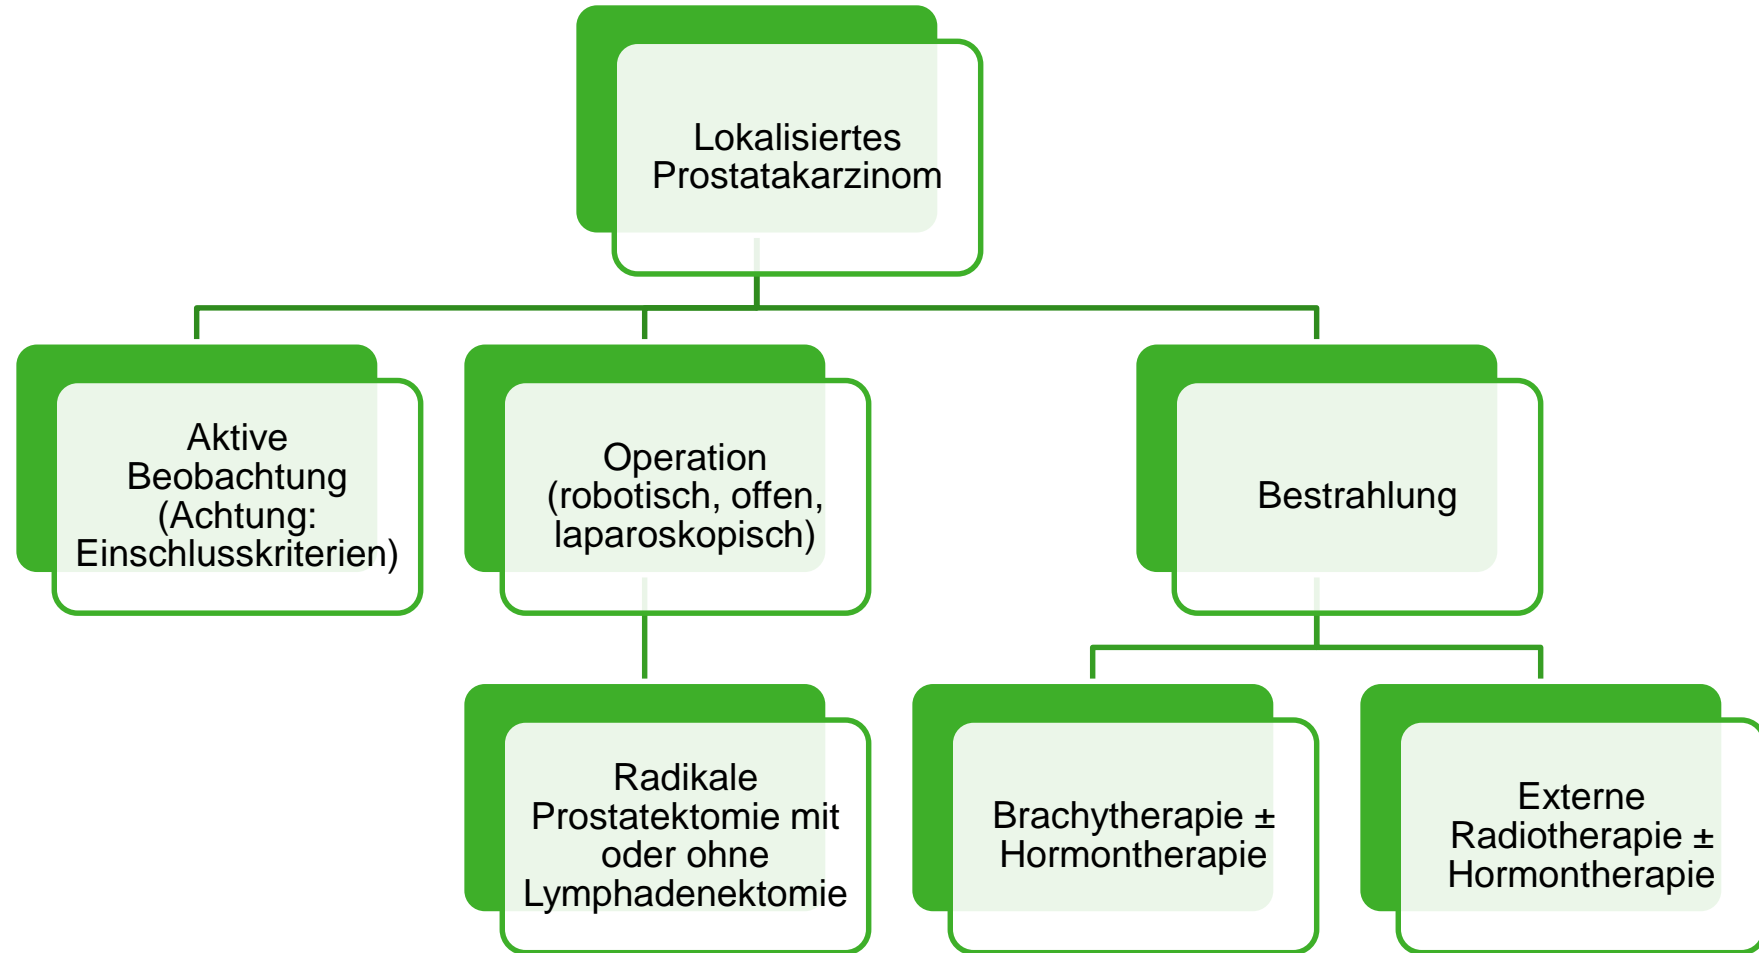 Lokalisiertes
Prostatakarzinom
Aktive
Beobachtung
(Achtung:
Einschlusskriterien)
Operation
(robotisch, offen,
laparoskopisch)
Bestrahlung
Radikale
Prostatektomie mit
oder ohne
Lymphadenektomie
Brachytherapie ±
Hormontherapie
Externe
Radiotherapie ±
Hormontherapie